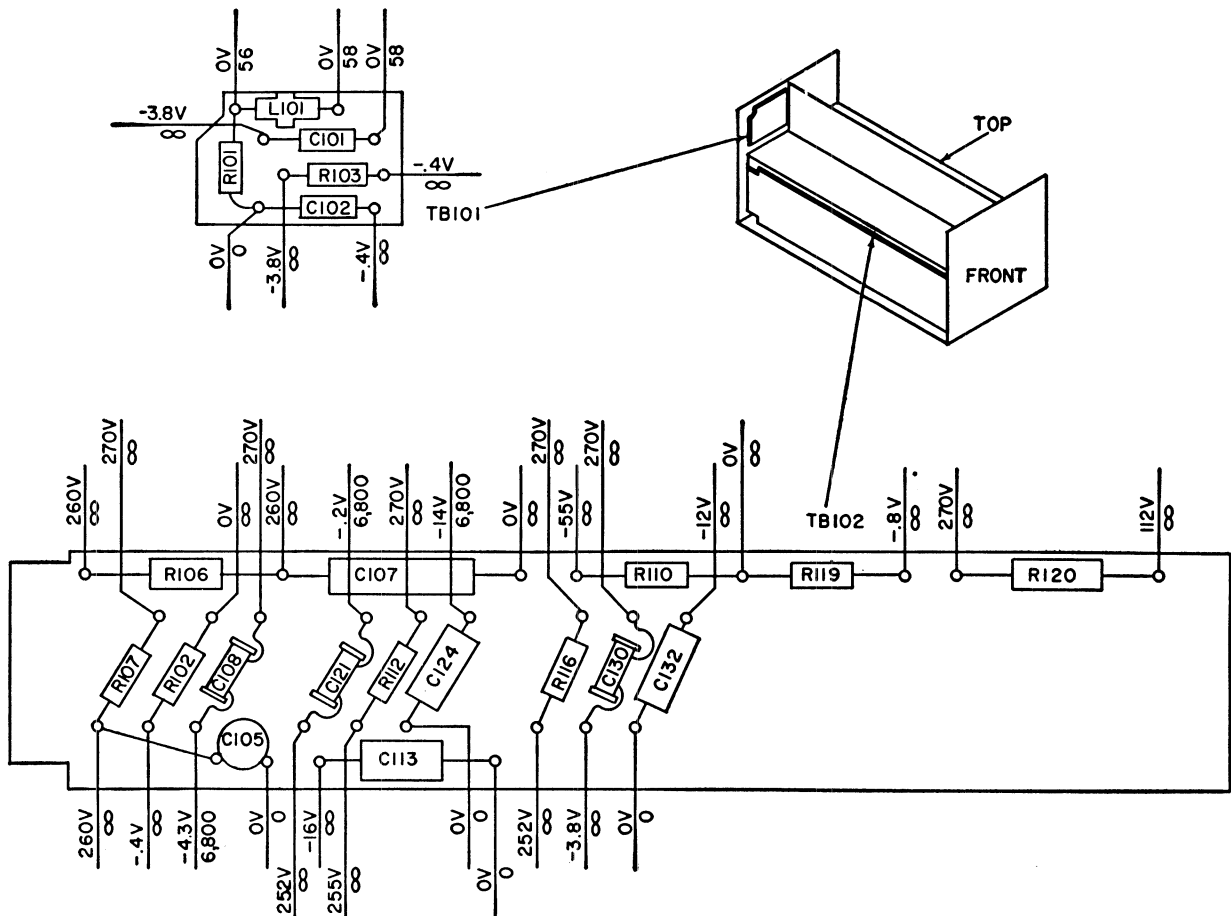 0V
56
0V
58
0V
58
-3.8V
∞
L101
C101
R101
R103
-.4V
∞
C102
0V
0
-3.8V
∞
-.4V
∞
TB101
TOP
FRONT
TB102
260V
∞
270V
∞
0V
∞
270V
∞
260V
∞
-.2V
6,800
270V
∞
-14V
6,800
0V
∞
270V
∞
-55V
∞
270V
∞
-12V
∞
0V
∞
-.8V
∞
270V
∞
112V
∞
R106
C107
R110
R119
R120
R107
R102
C108
C121
R112
C124
R116
C130
C132
C105
C113
260V
∞
-.4V
∞
-4.3V
6,800
0V
0
252V
∞
-16V
∞
255V
∞
0V
0
0V
0
252V
∞
-3.8V
∞
0V
0